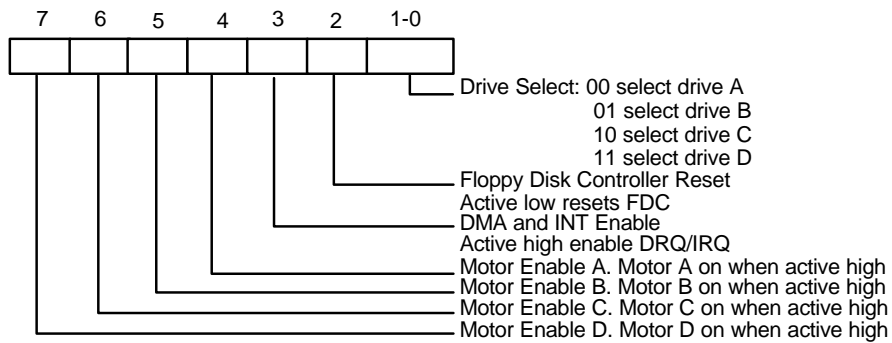 7 6 5 4 3 2 1-0
Drive Select: 00 select drive A
01 select drive B
10 select drive C
11 select drive D
Floppy Disk Controller Reset
Active low resets FDC
DMA and INT Enable
Active high enable DRQ/IRQ
Motor Enable A. Motor A on when active high
Motor Enable B. Motor B on when active high
Motor Enable C. Motor C on when active high
Motor Enable D. Motor D on when active high